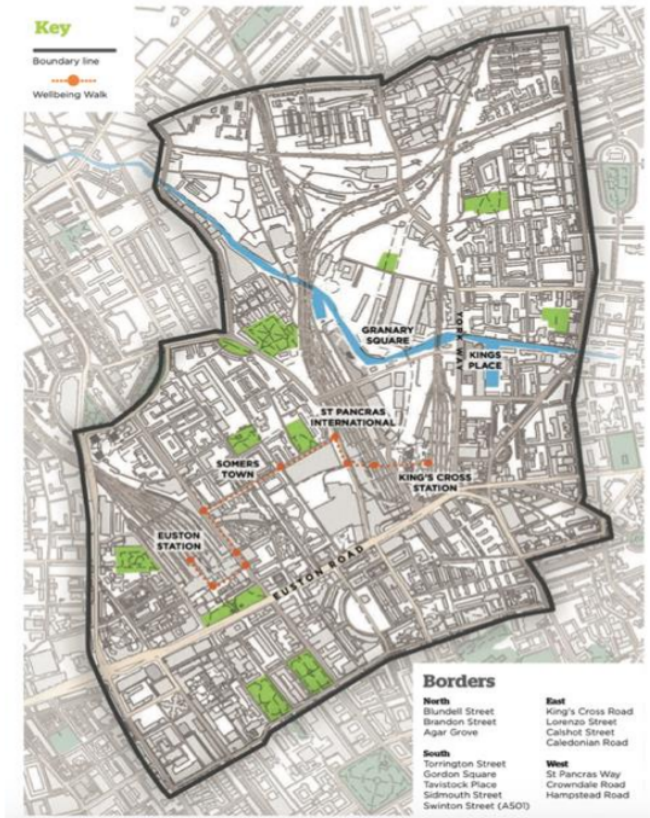 Key
Boundary line
Wellbeing Walk
GRANARY
SQUARE
YORK WAY
KINGS
PLACE
ST PANCRAS
INTERNATIONAL
SOMERS
TOWN
KING'S CROSS
STATION
EUSTON
STATION
EUSTON ROAD
Borders
North
Blundell Street
Brandon Street
Agar Grove
South
Torrington Street
Gordon Square
Tavistock Place
Sidmouth Street
Swinton Street (A501)
East
King's Cross Road
Lorenzo Street
Calshot Street
Caledonian Road
West
St Pancras Way
Crowndale Road
Hampstead Road